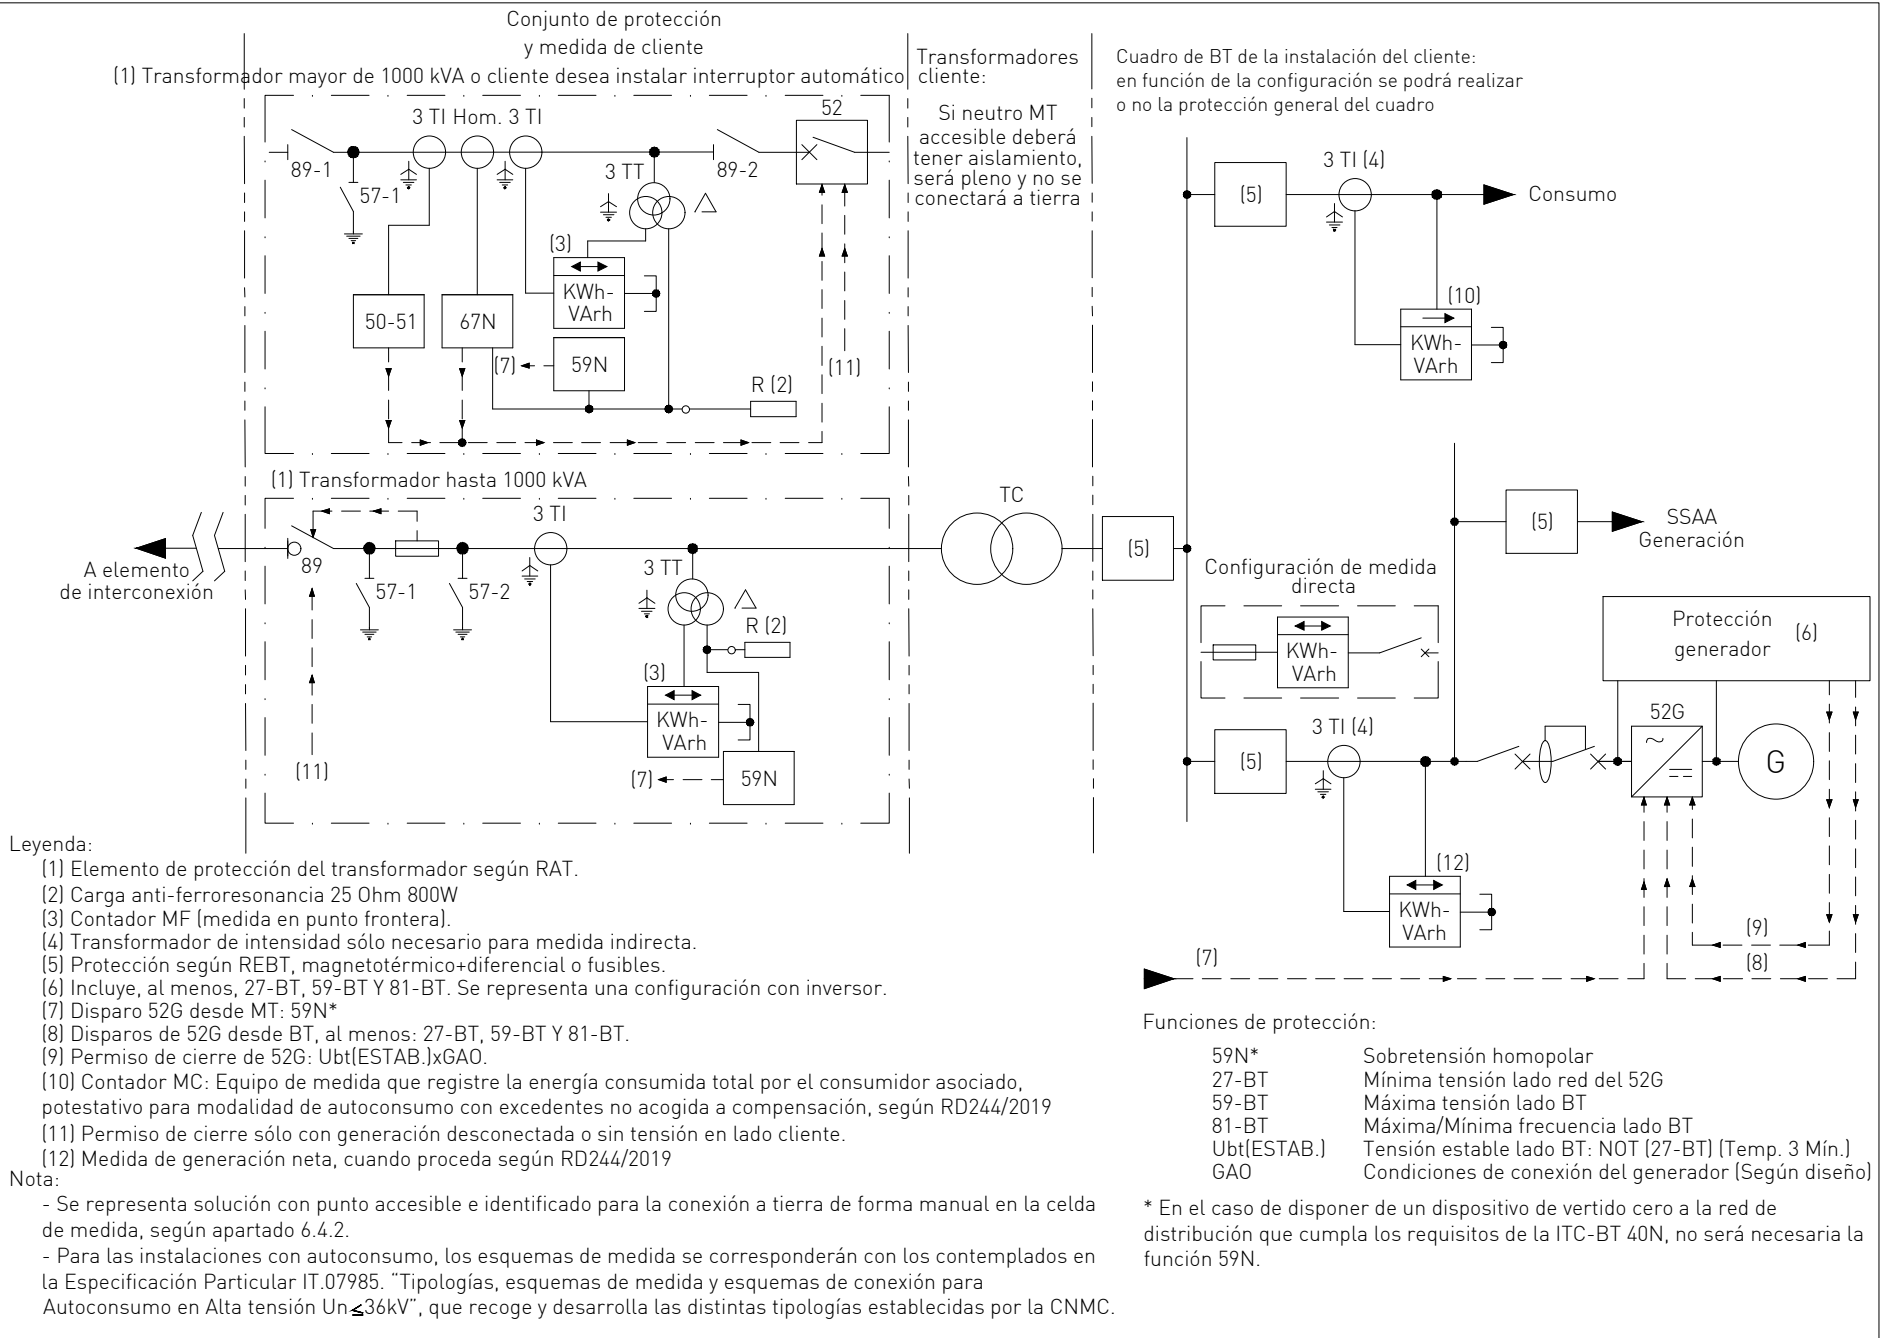 Conjunto de protección
y medida de cliente
(1) Transformador mayor de 1000 kVA o cliente desea instalar interruptor automático
Transformadores
cliente:
Si neutro MT
accesible deberá
tener aislamiento,
será pleno y no se
conectará a tierra
Cuadro de BT de la instalación del cliente:
en función de la configuración se podrá realizar
o no la protección general del cuadro
3 TI Hom. 3 TI
52
89-1
57-1
3 TT
89-2
(3)
KWh-
VArh
50-51
67N
59N
(7)
(11)
R (2)
3 TI (4)
(5)
Consumo
(10)
KWh-
VArh
(1) Transformador hasta 1000 kVA
3 TI
89
57-1
57-2
3 TT
R (2)
(3)
KWh-
VArh
(11)
(7)
59N
A elemento
de interconexión
TC
(5)
(5)
SSAA
Generación
Configuración de medida
directa
KWh-
VArh
Protección
generador
(6)
3 TI (4)
(5)
52G
G
(12)
KWh-
VArh
(9)
(8)
(7)
Leyenda:
(1) Elemento de protección del transformador según RAT.
(2) Carga anti-ferroresonancia 25 Ohm 800W
(3) Contador MF (medida en punto frontera).
(4) Transformador de intensidad sólo necesario para medida indirecta.
(5) Protección según REBT, magnetotérmico+diferencial o fusibles.
(6) Incluye, al menos, 27-BT, 59-BT Y 81-BT. Se representa una configuración con inversor.
(7) Disparo 52G desde MT: 59N*
(8) Disparos de 52G desde BT, al menos: 27-BT, 59-BT Y 81-BT.
(9) Permiso de cierre de 52G: Ubt(ESTAB.)xGAO.
(10) Contador MC: Equipo de medida que registre la energía consumida total por el consumidor asociado,
potestativo para modalidad de autoconsumo con excedentes no acogida a compensación, según RD244/2019
(11) Permiso de cierre sólo con generación desconectada o sin tensión en lado cliente.
(12) Medida de generación neta, cuando proceda según RD244/2019
Nota:
- Se representa solución con punto accesible e identificado para la conexión a tierra de forma manual en la celda
de medida, según apartado 6.4.2.
- Para las instalaciones con autoconsumo, los esquemas de medida se corresponderán con los contemplados en
la Especificación Particular IT.07985. "Tipologías, esquemas de medida y esquemas de conexión para
Autoconsumo en Alta tensión Un≤36kV", que recoge y desarrolla las distintas tipologías establecidas por la CNMC.
Funciones de protección:
59N* Sobretensión homopolar
27-BT Mínima tensión lado red del 52G
59-BT Máxima tensión lado BT
81-BT Máxima/Mínima frecuencia lado BT
Ubt(ESTAB.) Tensión estable lado BT: NOT (27-BT) (Temp. 3 Mín.)
GAO Condiciones de conexión del generador (Según diseño)
* En el caso de disponer de un dispositivo de vertido cero a la red de
distribución que cumpla los requisitos de la ITC-BT 40N, no será necesaria la
función 59N.